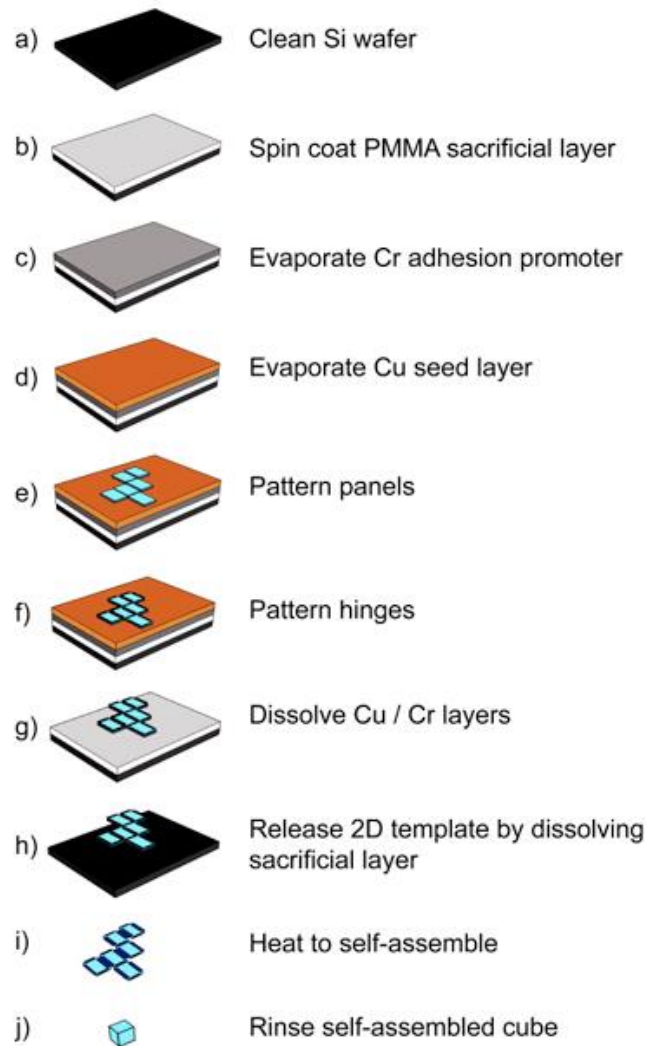 a) Clean Si wafer
b) Spin coat PMMA sacrificial layer
c) Evaporate Cr adhesion promoter
d) Evaporate Cu seed layer
e) Pattern panels
f) Pattern hinges
g) Dissolve Cu / Cr layers
h) Release 2D template by dissolving
sacrificial layer
i) Heat to self-assemble
j) Rinse self-assembled cube